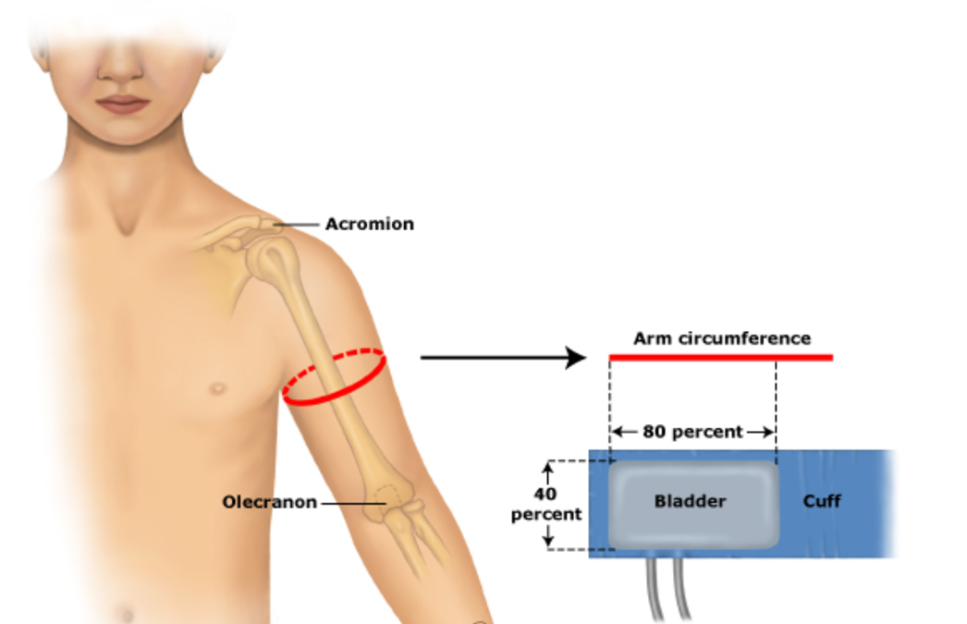 Acromion
Arm circumference
80 percent
Olecranon
40
percent
Bladder
Cuff